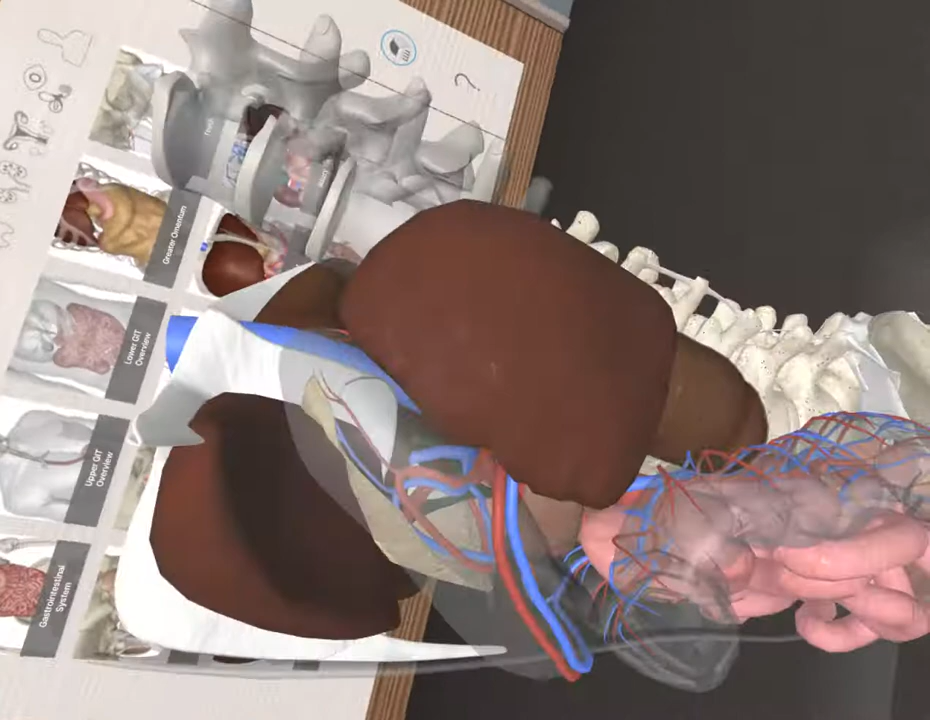 Greater Omentum
Lower GIT
Overview
Upper GIT
Overview
Gastrointestinal
System
?